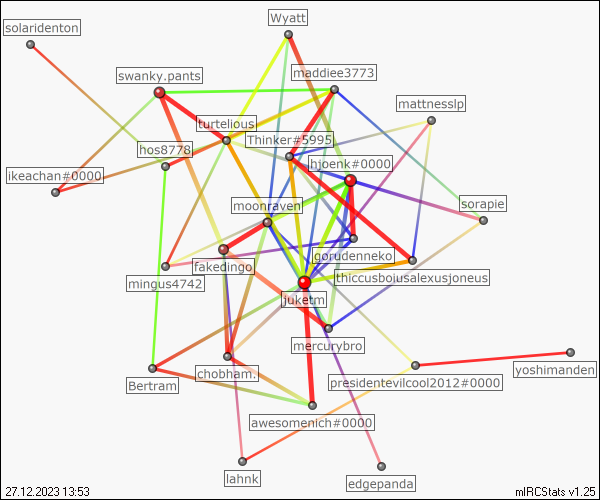 Wyatt
solaridenton
swanky.pants
maddiee3773
mattnesslp
turtelious
Thinker#5995
hos8778
hjoenk#0000
ikeachan#0000
moonraven
sorapie
gorudenneko
fakedingo
thiccusboiusalexusjoneus
mingus4742
juketm
mercurybro
chobham.
yoshimanden
Bertram
presidentevilcool2012#0000
awesomenich#0000
lahnk
edgepanda
27.12.2023 13:53
mIRCStats v1.25